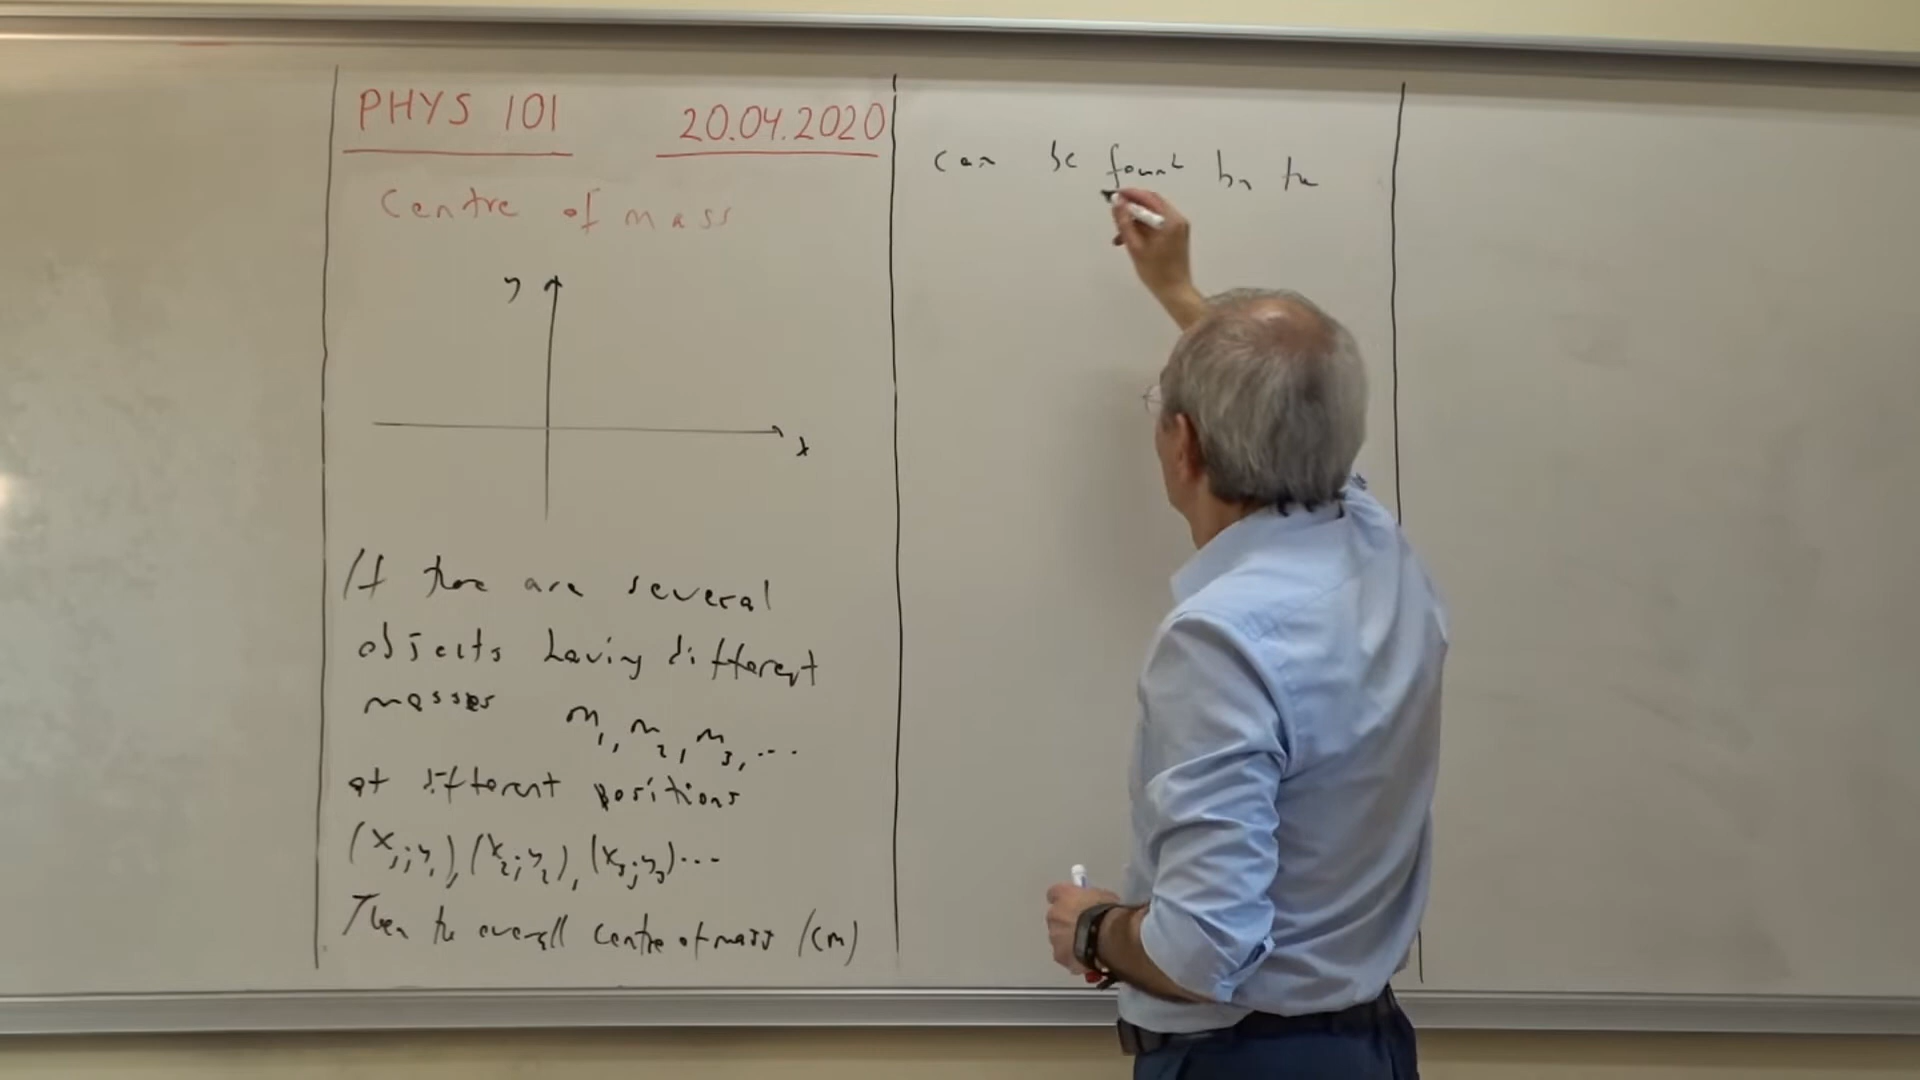 PHYS 101 20.04.2020
Centre of mass
y
x
If there are several
objects having different
masses m₁, m₂, m₃, ...
at different positions
(x₁;y₁), (x₂;y₂), (x₃;y₃)...
Then the overall centre of mass (cm)
can be found by the